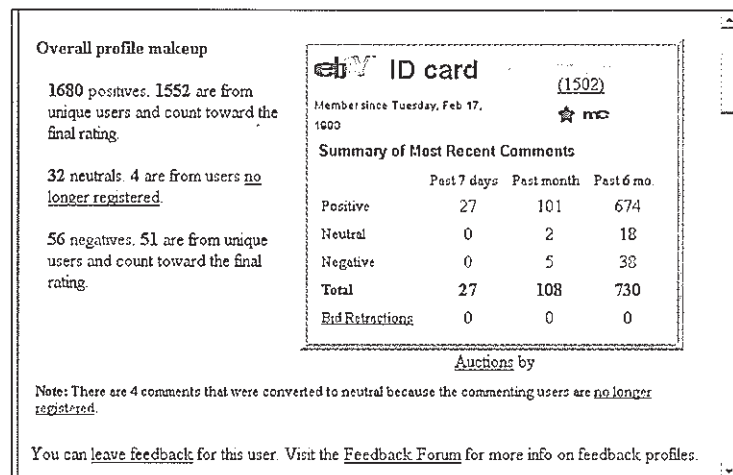 Overall profile makeup
1680 positives. 1552 are from
unique users and count toward the
final rating.
32 neutrals. 4 are from users no
longer registered.
56 negatives. 51 are from unique
users and count toward the final
rating.
ebY ID card (1502)
Member since Tuesday, Feb 17,
me
Summary of Most Recent Comments
Past 7 days Past month Past 6 mo.
Positive 27 101 674
Neutral 0 2 18
Negative 0 5 38
Total 27 108 730
Bid Retractions 0 0 0
Auctions by
Note: There are 4 comments that were converted to neutral because the commenting users are no longer
registered.
You can leave feedback for this user. Visit the Feedback Forum for more info on feedback profiles.